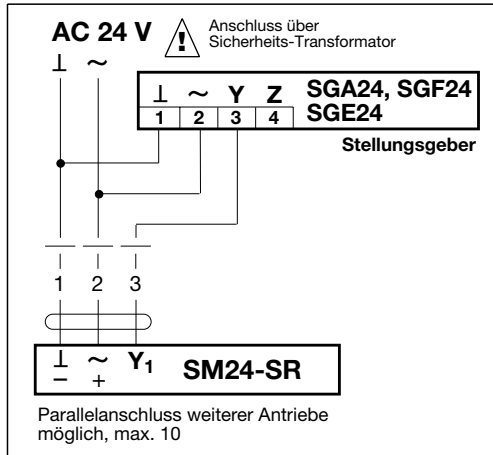 AC 24 V
Anschluss über
Sicherheits-Transformator
⊥ ~
!
⊥ ~ Y Z
1 2 3 4
SGA24, SGF24
SGE24
Stellungsgeber
1 2 3
⊥ ~ Y₁
− +
SM24-SR
Parallelanschluss weiterer Antriebe
möglich, max. 10